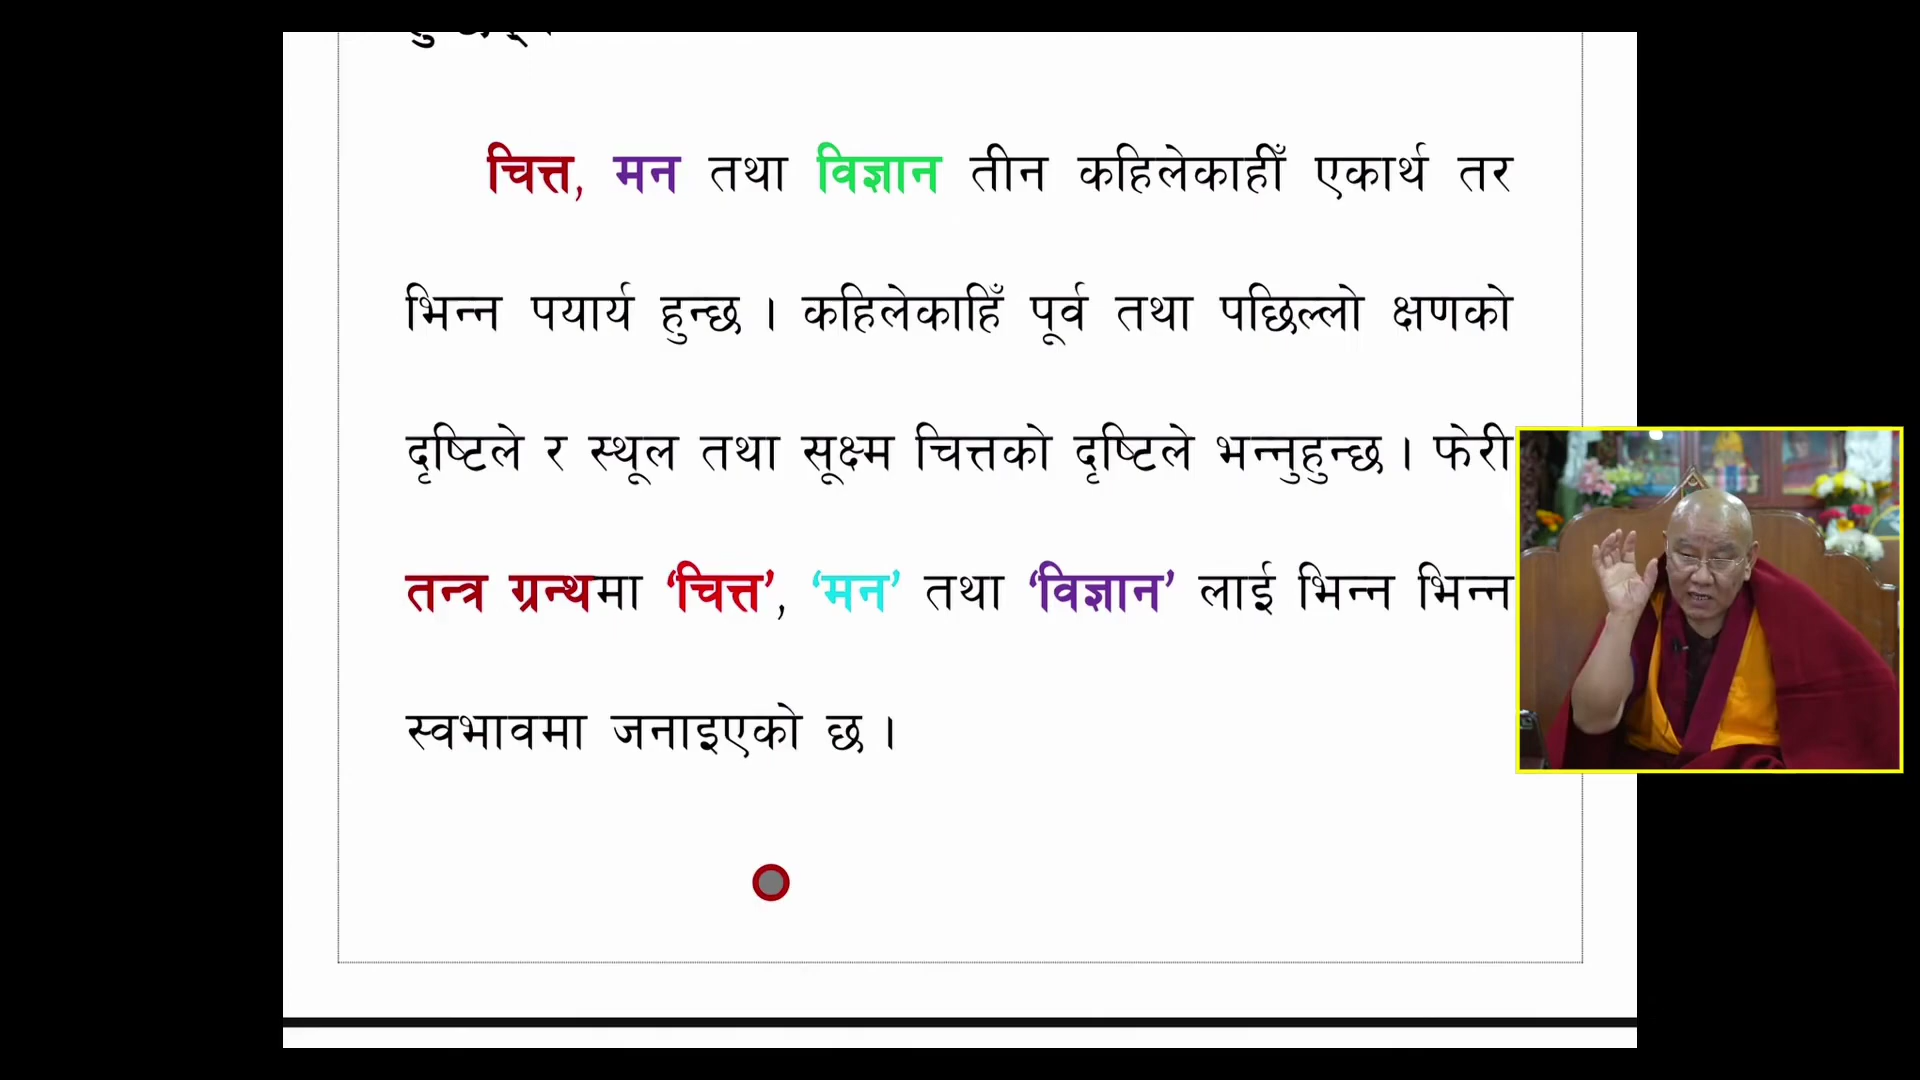 चित्त, मन तथा विज्ञान तीन कहिलेकाहीँ एकार्थ तर
भिन्न पयार्य हुन्छ । कहिलेकाहिँ पूर्व तथा पछिल्लो क्षणको
दृष्टिले र स्थूल तथा सूक्ष्म चित्तको दृष्टिले भन्नुहुन्छ । फेरी
तन्त्र ग्रन्थमा ‘चित्त’, ‘मन’ तथा ‘विज्ञान’ लाई भिन्न भिन्न
स्वभावमा जनाइएको छ ।